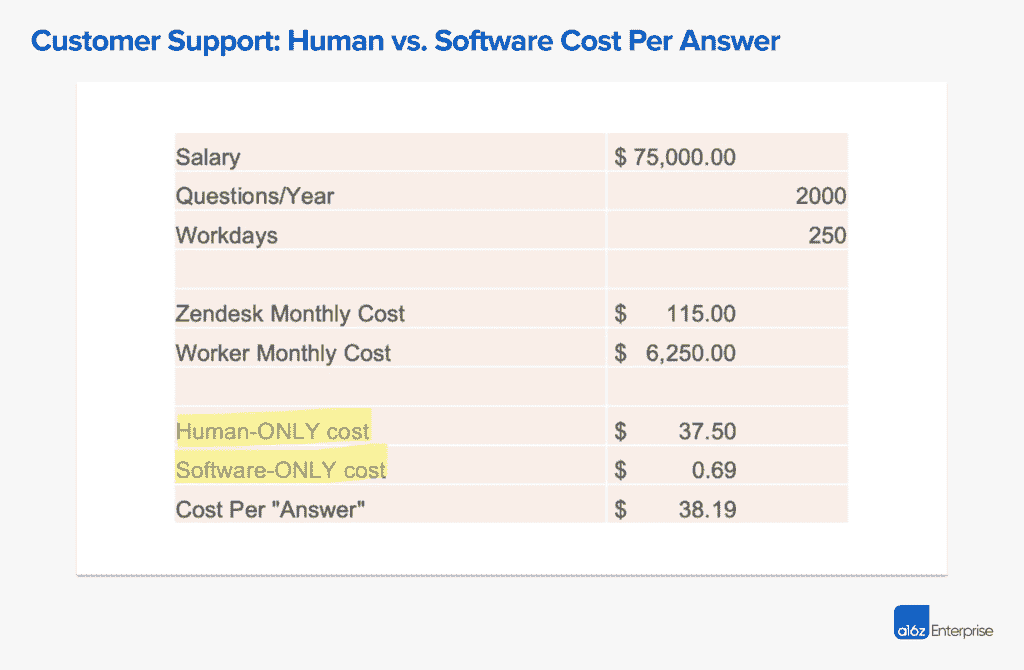 Customer Support: Human vs. Software Cost Per Answer
Salary $ 75,000.00
Questions/Year 2000
Workdays 250
Zendesk Monthly Cost $ 115.00
Worker Monthly Cost $ 6,250.00
Human-ONLY cost $ 37.50
Software-ONLY cost $ 0.69
Cost Per "Answer" $ 38.19
a16z Enterprise